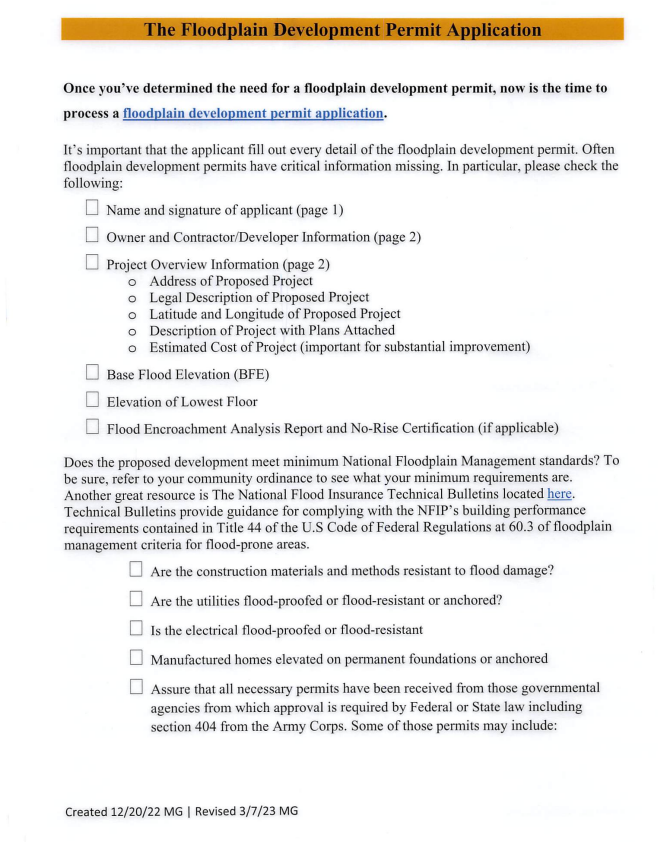 The Floodplain Development Permit Application
Once you've determined the need for a floodplain development permit, now is the time to
process a floodplain development permit application.
It's important that the applicant fill out every detail of the floodplain development permit. Often
floodplain development permits have critical information missing. In particular, please check the
following:
☐ Name and signature of applicant (page 1)
☐ Owner and Contractor/Developer Information (page 2)
☐ Project Overview Information (page 2)
o Address of Proposed Project
o Legal Description of Proposed Project
o Latitude and Longitude of Proposed Project
o Description of Project with Plans Attached
o Estimated Cost of Project (important for substantial improvement)
☐ Base Flood Elevation (BFE)
☐ Elevation of Lowest Floor
☐ Flood Encroachment Analysis Report and No-Rise Certification (if applicable)
Does the proposed development meet minimum National Floodplain Management standards? To
be sure, refer to your community ordinance to see what your minimum requirements are.
Another great resource is The National Flood Insurance Technical Bulletins located here.
Technical Bulletins provide guidance for complying with the NFIP's building performance
requirements contained in Title 44 of the U.S Code of Federal Regulations at 60.3 of floodplain
management criteria for flood-prone areas.
☐ Are the construction materials and methods resistant to flood damage?
☐ Are the utilities flood-proofed or flood-resistant or anchored?
☐ Is the electrical flood-proofed or flood-resistant
☐ Manufactured homes elevated on permanent foundations or anchored
☐ Assure that all necessary permits have been received from those governmental
agencies from which approval is required by Federal or State law including
section 404 from the Army Corps. Some of those permits may include:
Created 12/20/22 MG | Revised 3/7/23 MG